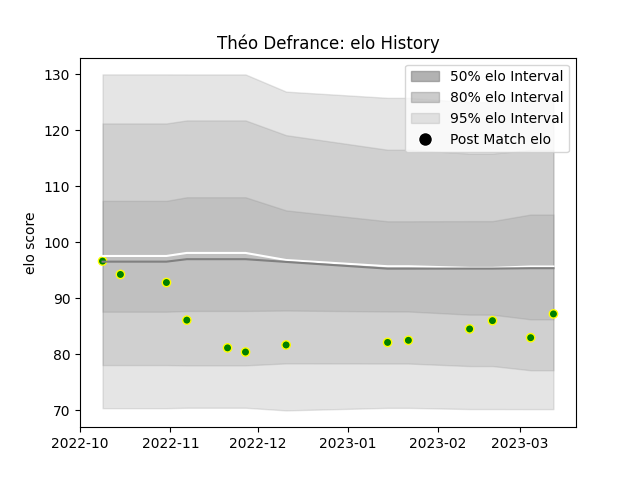 Théo Defrance: elo History
50% elo Interval
80% elo Interval
95% elo Interval
Post Match elo
elo score
130
120
110
100
90
80
70
2022-10
2022-11
2022-12
2023-01
2023-02
2023-03